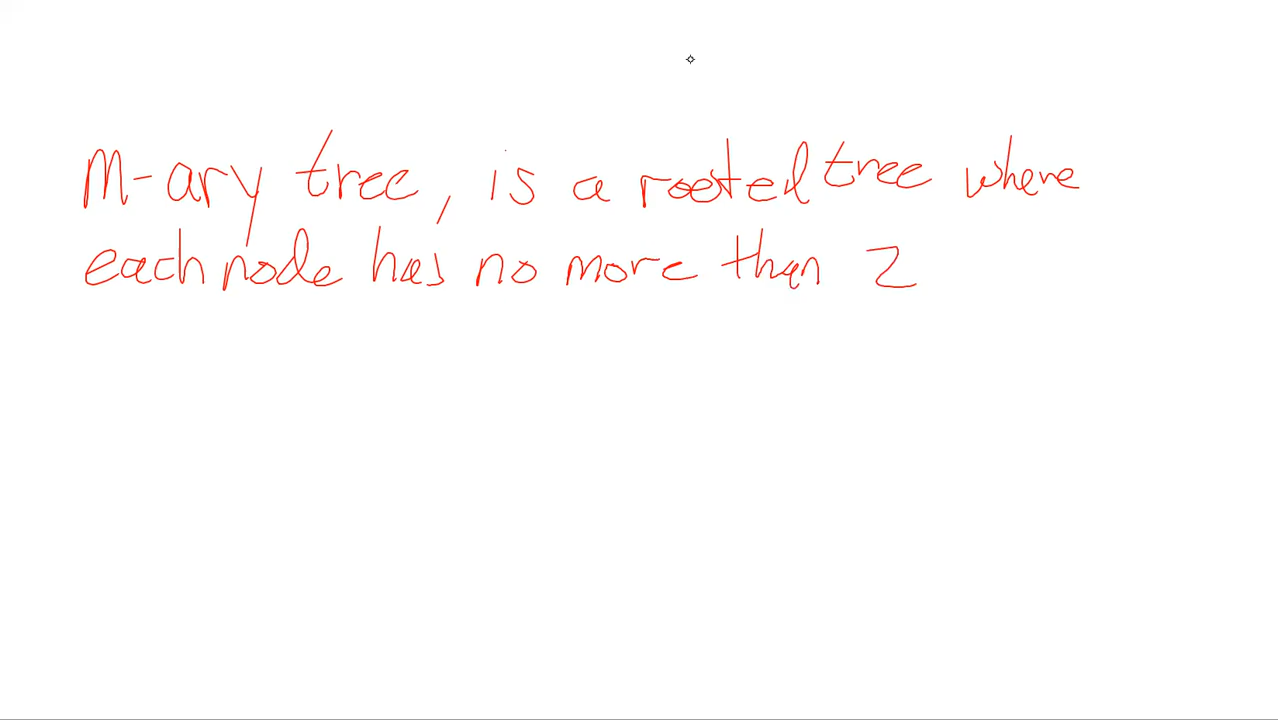 M-ary tree, is a rooted tree where
each node has no more than 2